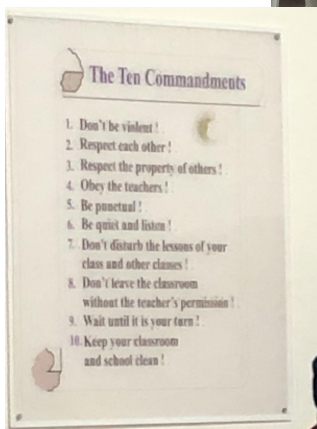 The Ten Commandments
1. Don't be violent !
2. Respect each other !
3. Respect the property of others !
4. Obey the teachers !
5. Be punctual !
6. Be quiet and listen !
7. Don't disturb the lessons of your
class and other classes !
8. Don't leave the classroom
without the teacher's permission !
9. Wait until it is your turn !
10. Keep your classroom
and school clean !